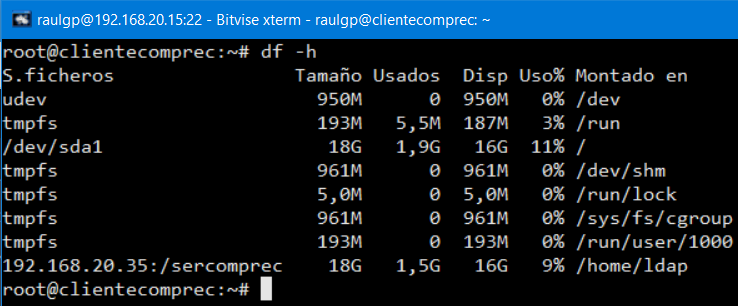 raulgp@192.168.20.15:22 - Bitvise xterm - raulgp@clientecomprec: ~
root@clientecomprec:~# df -h
S.ficheros Tamaño Usados Disp Uso% Montado en
udev 950M 0 950M 0% /dev
tmpfs 193M 5,5M 187M 3% /run
/dev/sda1 18G 1,9G 16G 11% /
tmpfs 961M 0 961M 0% /dev/shm
tmpfs 5,0M 0 5,0M 0% /run/lock
tmpfs 961M 0 961M 0% /sys/fs/cgroup
tmpfs 193M 0 193M 0% /run/user/1000
192.168.20.35:/sercomprec 18G 1,5G 16G 9% /home/ldap
root@clientecomprec:~#